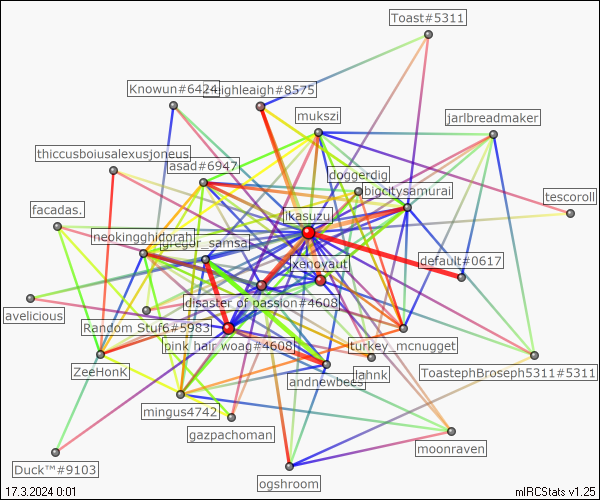 Toast#5311
Knowun#6424
leighleigh#8575
mukszi
jarlbreadmaker
thiccusboiusalexusjoneus
asad#6947
doggerdig
bigcitysamurai
tescoroll
facadas.
likasuzu
neokingghidorah
gregor_samsa
default#0617
xenovaut
disaster of passion#4608
avelicious
Random Stuf6#5983
pink hair woag#4608
turkey_mcnugget
ZeeHonK
andnewbees
lahnk
ToastephBroseph5311#5311
mingus4742
gazpachoman
moonraven
Duck™#9103
ogshroom
17.3.2024 0:01
mIRCStats v1.25